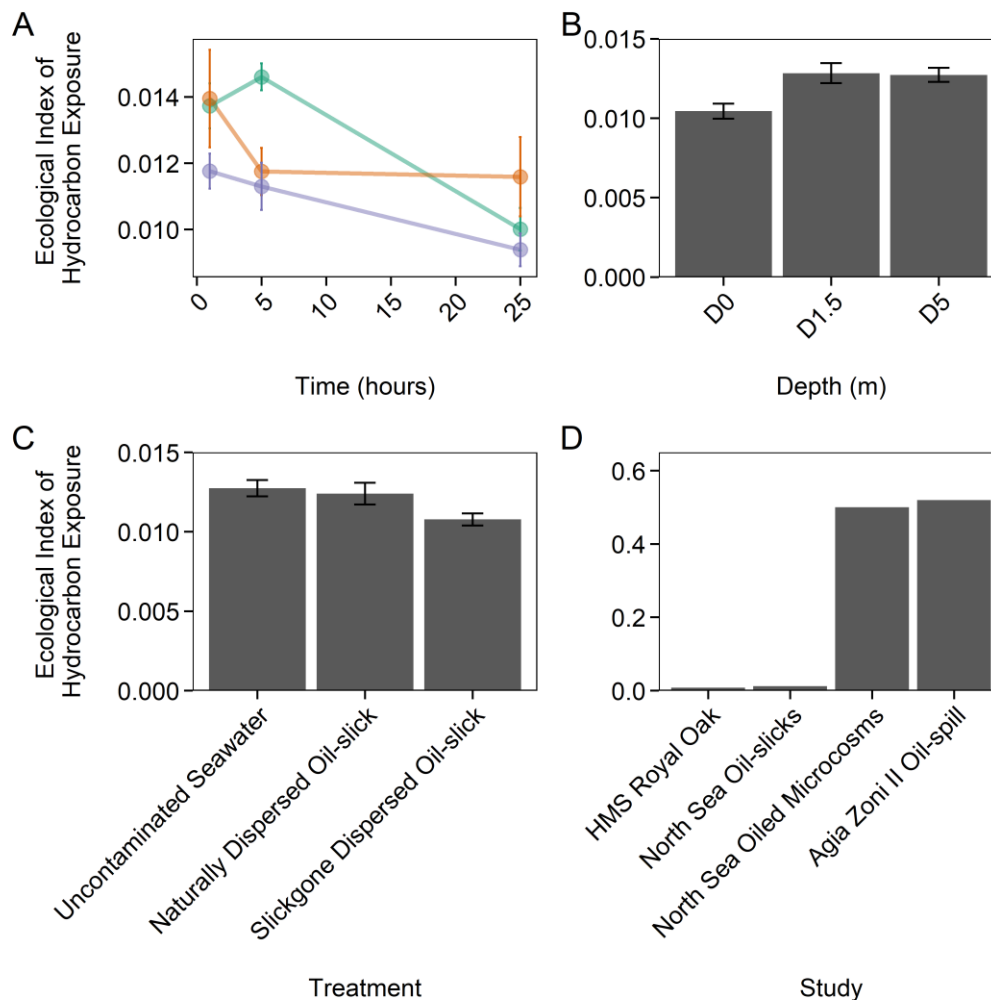 A
Ecological Index of
Hydrocarbon Exposure
0.014
0.012
0.010
0
5
10
15
20
25
Time (hours)
B
0.015
0.010
0.005
0.000
D0
D1.5
D5
Depth (m)
C
Ecological Index of
Hydrocarbon Exposure
0.015
0.010
0.005
0.000
Uncontaminated Seawater
Naturally Dispersed Oil-slick
Slickgone Dispersed Oil-slick
Treatment
D
0.6
0.4
0.2
0.0
HMS Royal Oak
North Sea Oil-slicks
North Sea Oiled Microcosms
Agia Zoni II Oil-spill
Study